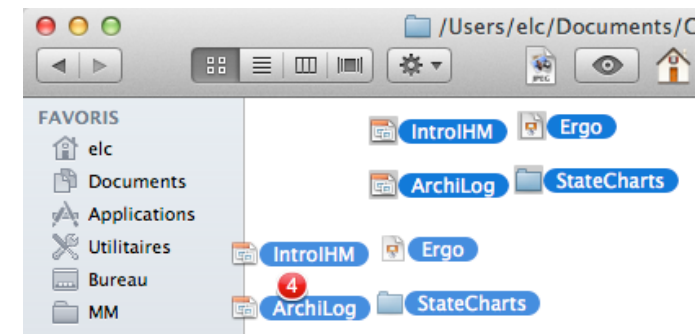 /Users/elc/Documents/C
JPEG
FAVORIS
elc
Documents
Applications
Utilitaires
Bureau
MM
IntroIHM Ergo
ArchiLog StateCharts
IntroIHM Ergo
4
ArchiLog StateCharts